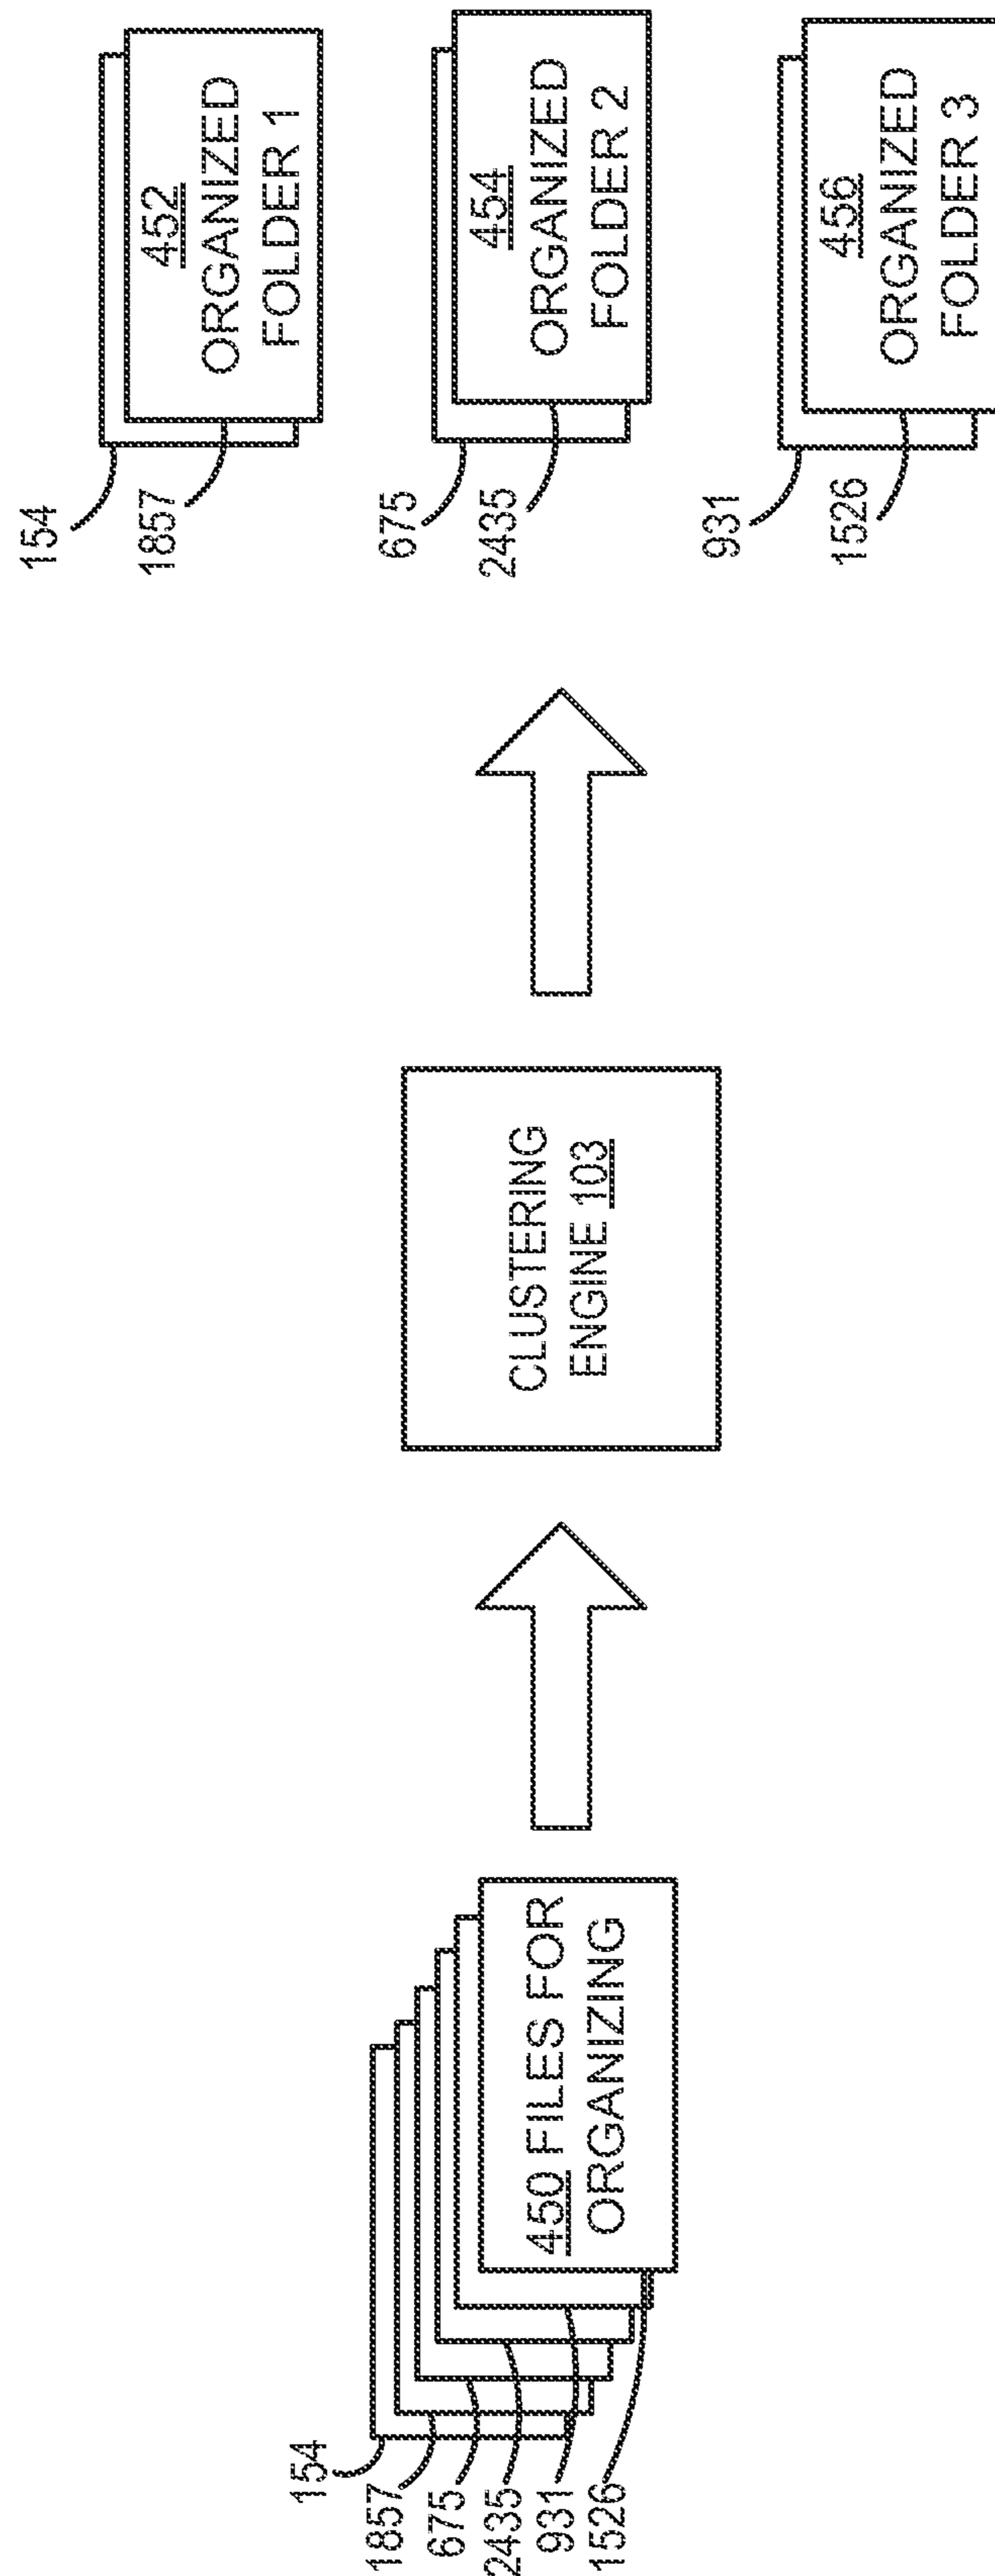 154
1857
675
2435
931
1526
450 FILES FOR
ORGANIZING
CLUSTERING
ENGINE 103
154
1857
452
ORGANIZED
FOLDER 1
675
2435
454
ORGANIZED
FOLDER 2
931
1526
456
ORGANIZED
FOLDER 3